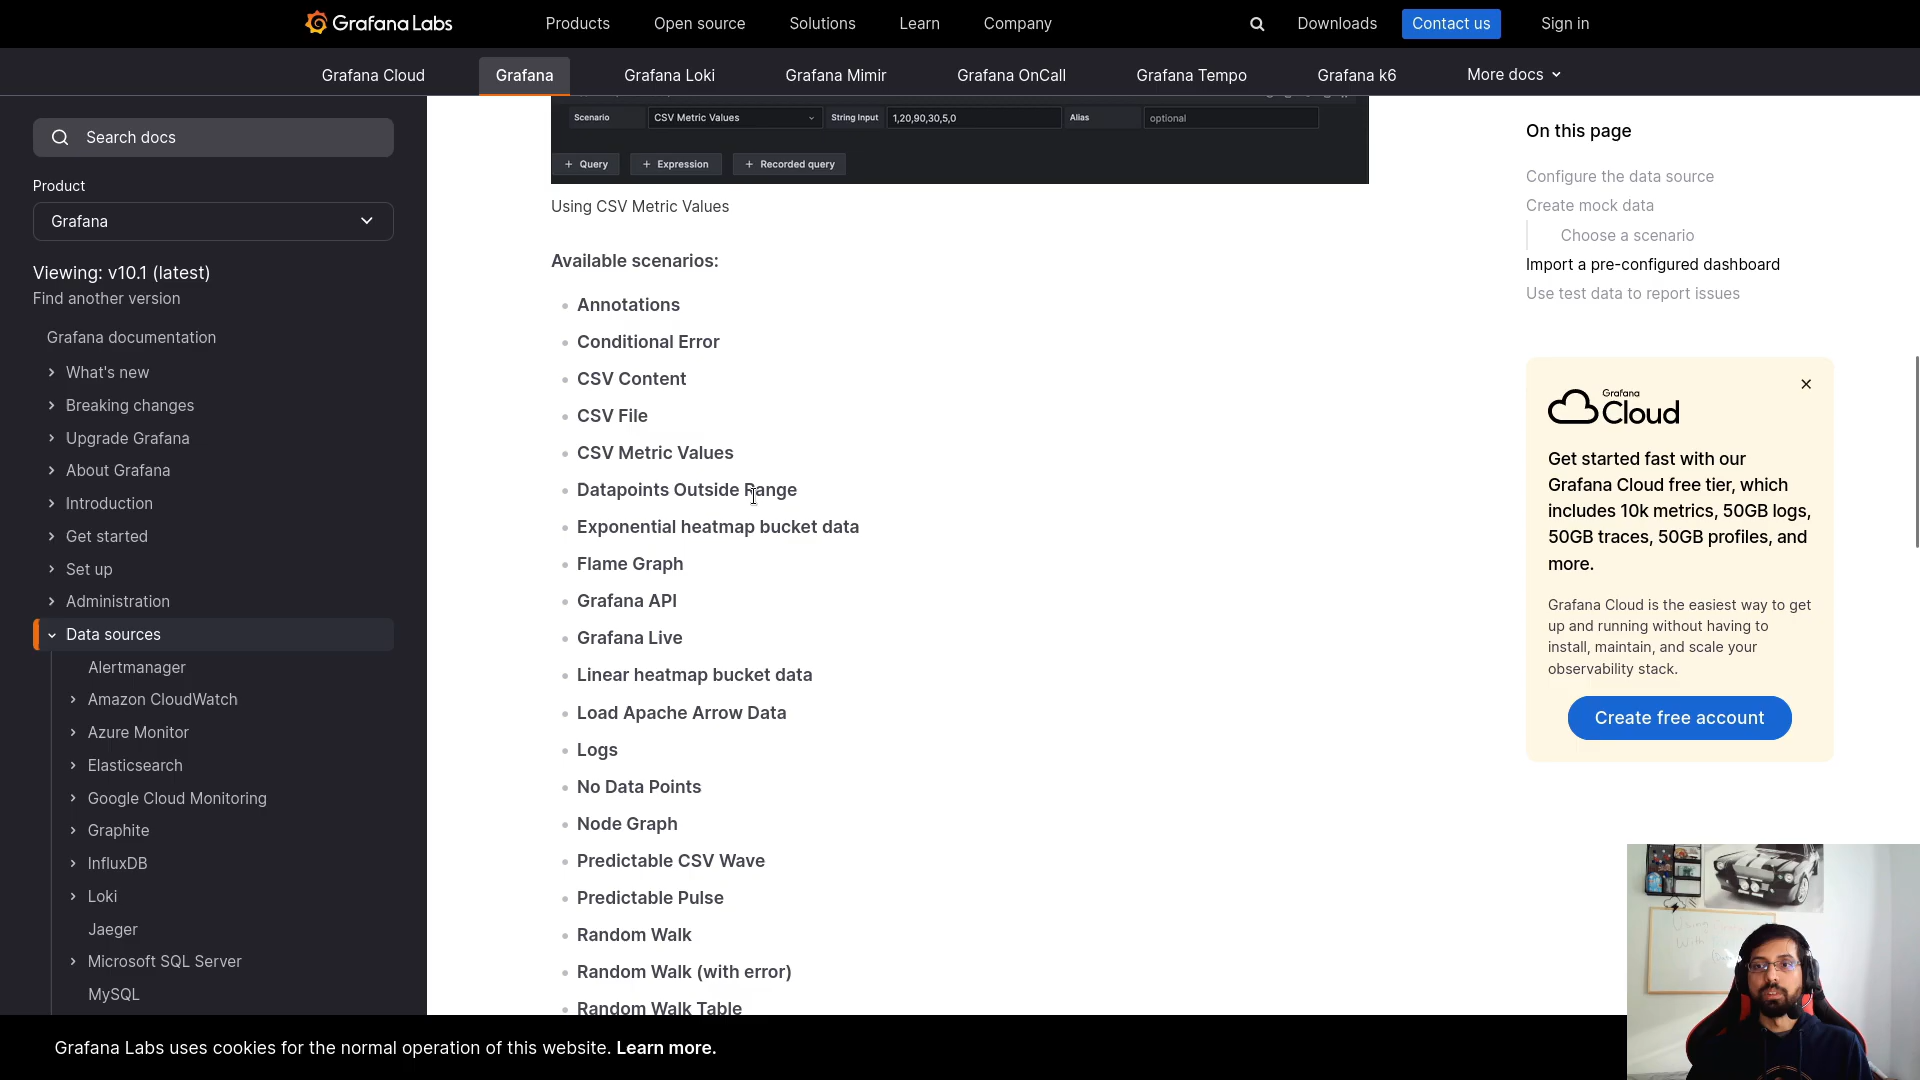 Grafana Labs
Products
Open source
Solutions
Learn
Company
Downloads
Contact us
Sign in
Grafana Cloud
Grafana
Grafana Loki
Grafana Mimir
Grafana OnCall
Grafana Tempo
Grafana k6
More docs
Search docs
Product
Grafana
Viewing: v10.1 (latest)
Find another version
Grafana documentation
What's new
Breaking changes
Upgrade Grafana
About Grafana
Introduction
Get started
Set up
Administration
Data sources
Alertmanager
Amazon CloudWatch
Azure Monitor
Elasticsearch
Google Cloud Monitoring
Graphite
InfluxDB
Loki
Jaeger
Microsoft SQL Server
MySQL
Scenario
CSV Metric Values
String Input
1,20,90,30,5,0
Alias
optional
+ Query
+ Expression
+ Recorded query
Using CSV Metric Values
Available scenarios:
Annotations
Conditional Error
CSV Content
CSV File
CSV Metric Values
Datapoints Outside Range
Exponential heatmap bucket data
Flame Graph
Grafana API
Grafana Live
Linear heatmap bucket data
Load Apache Arrow Data
Logs
No Data Points
Node Graph
Predictable CSV Wave
Predictable Pulse
Random Walk
Random Walk (with error)
Random Walk Table
On this page
Configure the data source
Create mock data
Choose a scenario
Import a pre-configured dashboard
Use test data to report issues
Grafana
Cloud
Get started fast with our
Grafana Cloud free tier, which
includes 10k metrics, 50GB logs,
50GB traces, 50GB profiles, and
more.
Grafana Cloud is the easiest way to get
up and running without having to
install, maintain, and scale your
observability stack.
Create free account
Grafana Labs uses cookies for the normal operation of this website. Learn more.